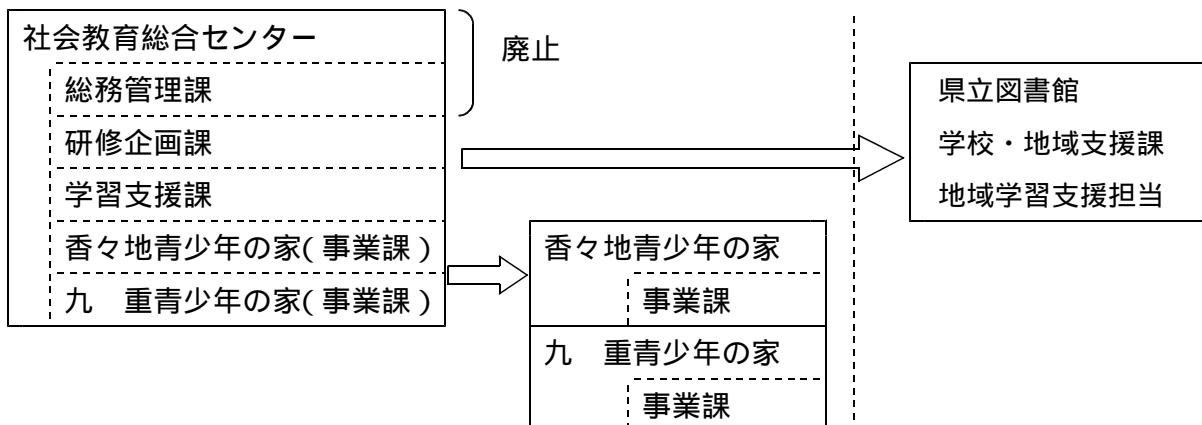 社会教育総合センター
総務管理課
研修企画課
学習支援課
香々地青少年の家(事業課)
九　重青少年の家(事業課)
廃止
香々地青少年の家
事業課
九　重青少年の家
事業課
県立図書館
学校・地域支援課
地域学習支援担当